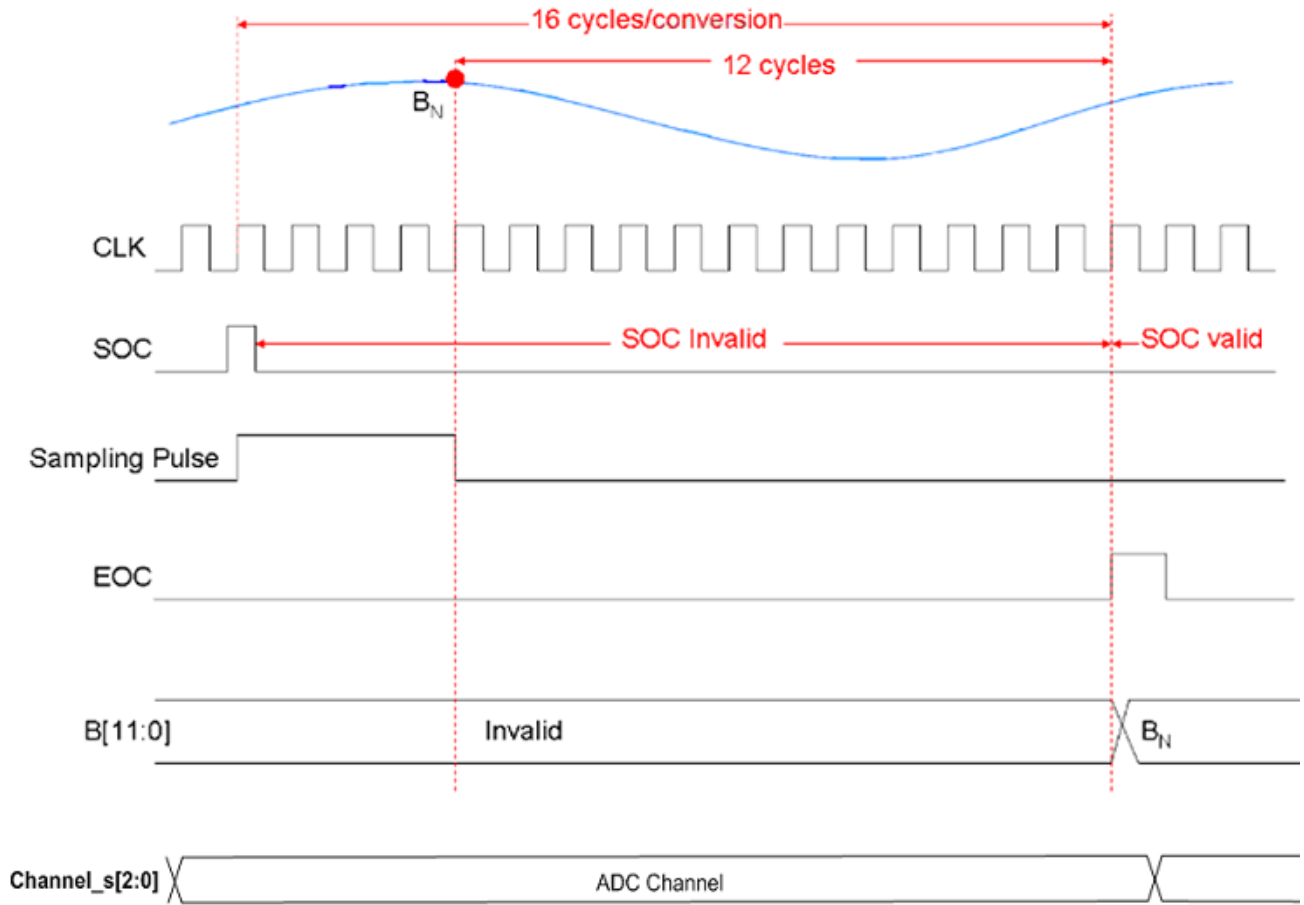 16 cycles/conversion
12 cycles
B_N
CLK
SOC
SOC Invalid
SOC valid
Sampling Pulse
EOC
B[11:0]
Invalid
B_N
Channel_s[2:0]
ADC Channel